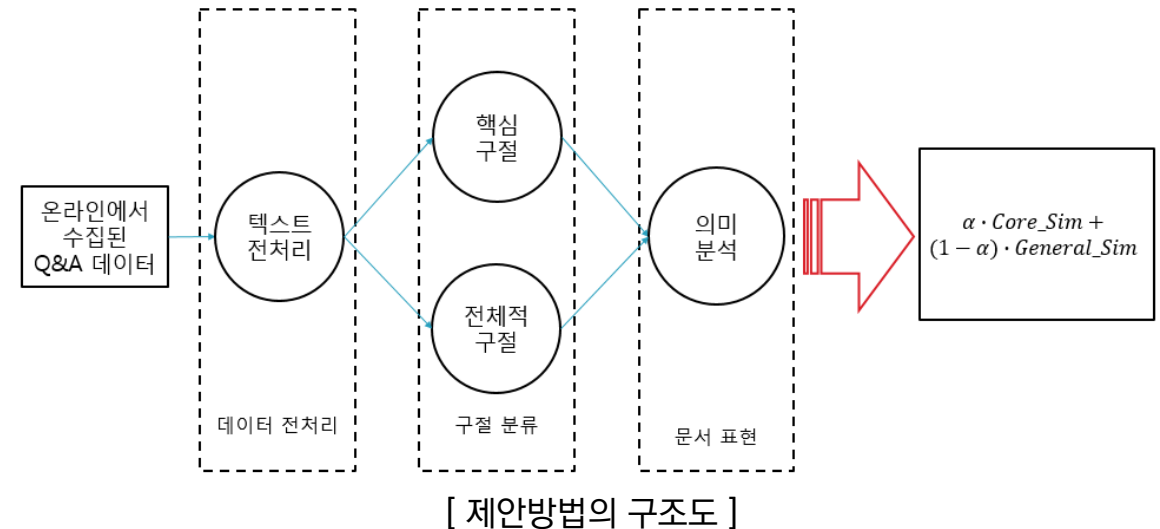 온라인에서
수집된
Q&A 데이터
텍스트
전처리
데이터 전처리
핵심
구절
전체적
구절
구절 분류
의미
분석
문서 표현
α · Core_Sim +
(1 − α) · General_Sim
[ 제안방법의 구조도 ]